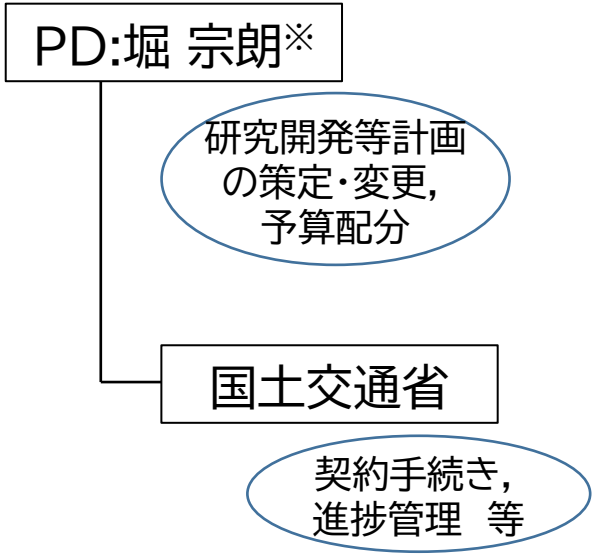 PD:堀 宗朗※
研究開発等計画
の策定・変更,
予算配分
国土交通省
契約手続き,
進捗管理　等